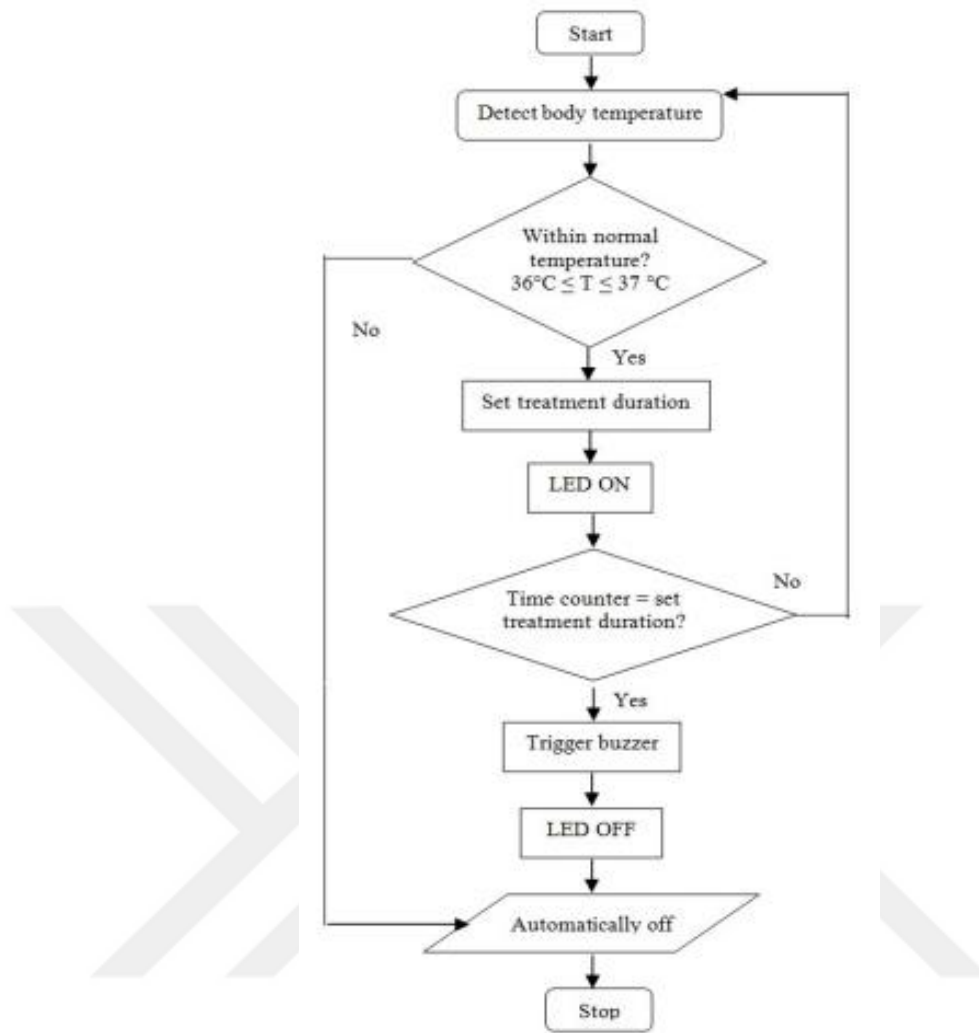 Start
Detect body temperature
Within normal
temperature?
36°C ≤ T ≤ 37 °C
No
Yes
Set treatment duration
LED ON
No
Time counter = set
treatment duration?
Yes
Trigger buzzer
LED OFF
Automatically off
Stop